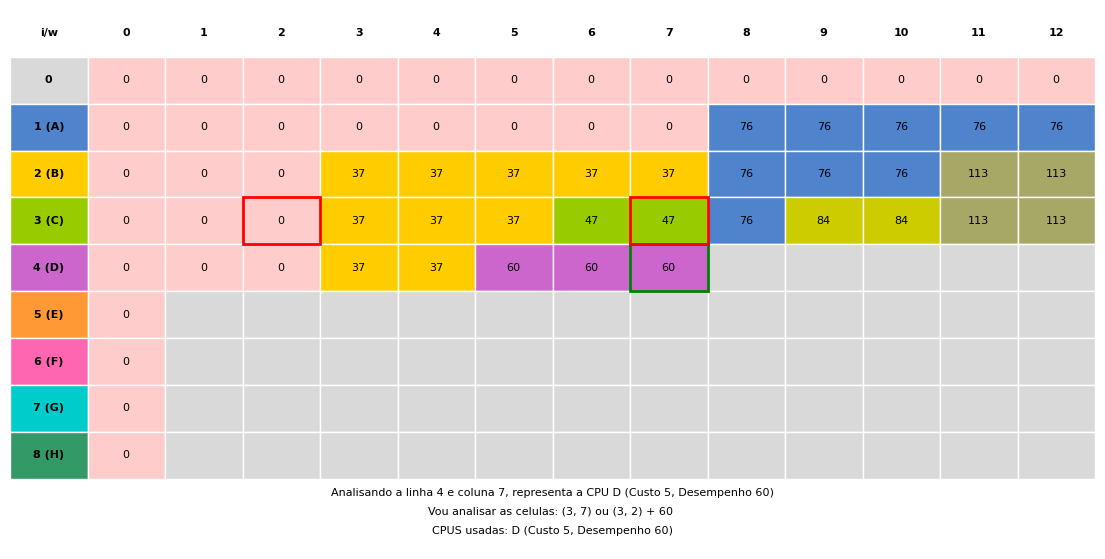 i/w 0 1 2 3 4 5 6 7 8 9 10 11 12
0 0 0 0 0 0 0 0 0 0 0 0 0 0
1 (A) 0 0 0 0 0 0 0 0 76 76 76 76 76
2 (B) 0 0 0 37 37 37 37 37 76 76 76 113 113
3 (C) 0 0 0 37 37 37 47 47 76 84 84 113 113
4 (D) 0 0 0 37 37 60 60 60
5 (E) 0
6 (F) 0
7 (G) 0
8 (H) 0
Analisando a linha 4 e coluna 7, representa a CPU D (Custo 5, Desempenho 60)
Vou analisar as celulas: (3, 7) ou (3, 2) + 60
CPUS usadas: D (Custo 5, Desempenho 60)